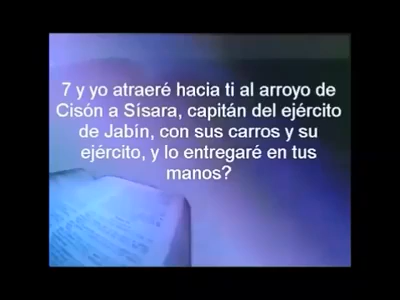 7 y yo atraeré hacia ti al arroyo de
Cisón a Sísara, capitán del ejército
de Jabín, con sus carros y su
ejército, y lo entregaré en tus
manos?